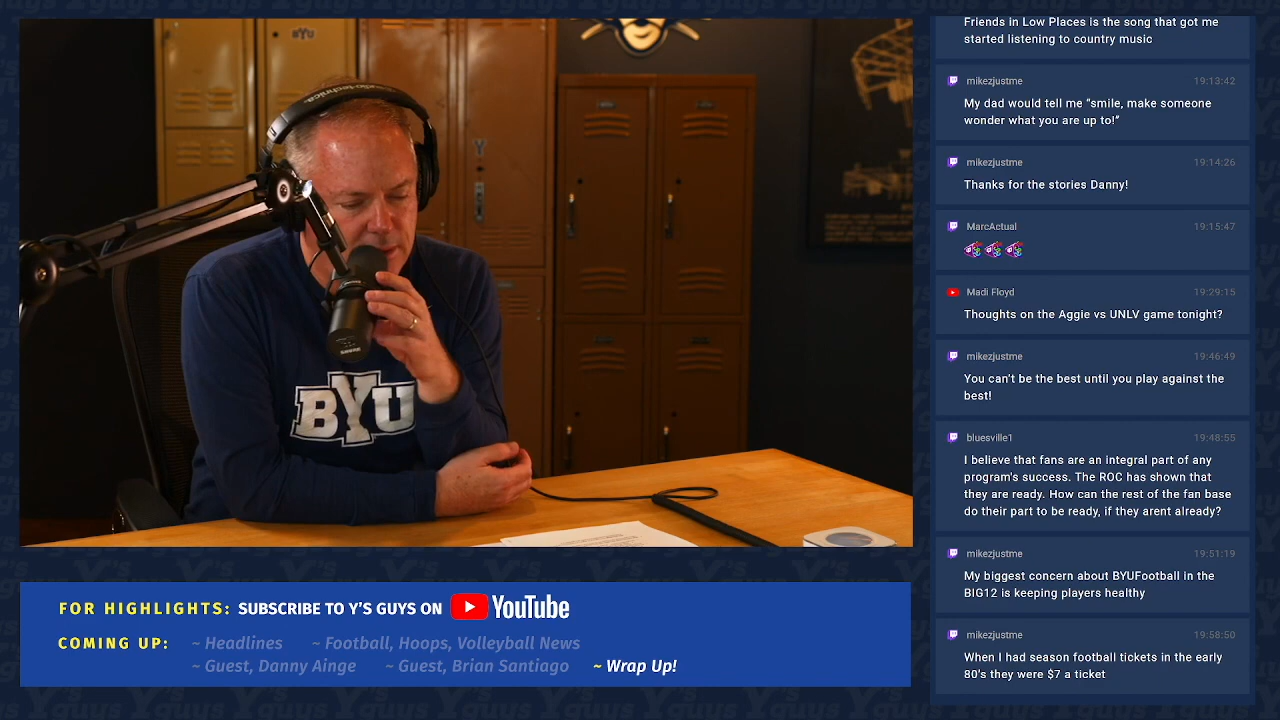 BYU
audio-technica
Y
SHURE
BYU
FOR HIGHLIGHTS: SUBSCRIBE TO Y'S GUYS ON YouTube
COMING UP: ~ Headlines ~ Football, Hoops, Volleyball News
~ Guest, Danny Ainge ~ Guest, Brian Santiago ~ Wrap Up!
Friends in Low Places is the song that got me
started listening to country music
mikezjustme 19:13:42
My dad would tell me “smile, make someone
wonder what you are up to!”
mikezjustme 19:14:26
Thanks for the stories Danny!
MarcActual 19:15:47
Madi Floyd 19:29:15
Thoughts on the Aggie vs UNLV game tonight?
mikezjustme 19:46:49
You can't be the best until you play against the
best!
bluesville1 19:48:55
I believe that fans are an integral part of any
program's success. The ROC has shown that
they are ready. How can the rest of the fan base
do their part to be ready, if they arent already?
mikezjustme 19:51:19
My biggest concern about BYUFootball in the
BIG12 is keeping players healthy
mikezjustme 19:58:50
When I had season football tickets in the early
80's they were $7 a ticket